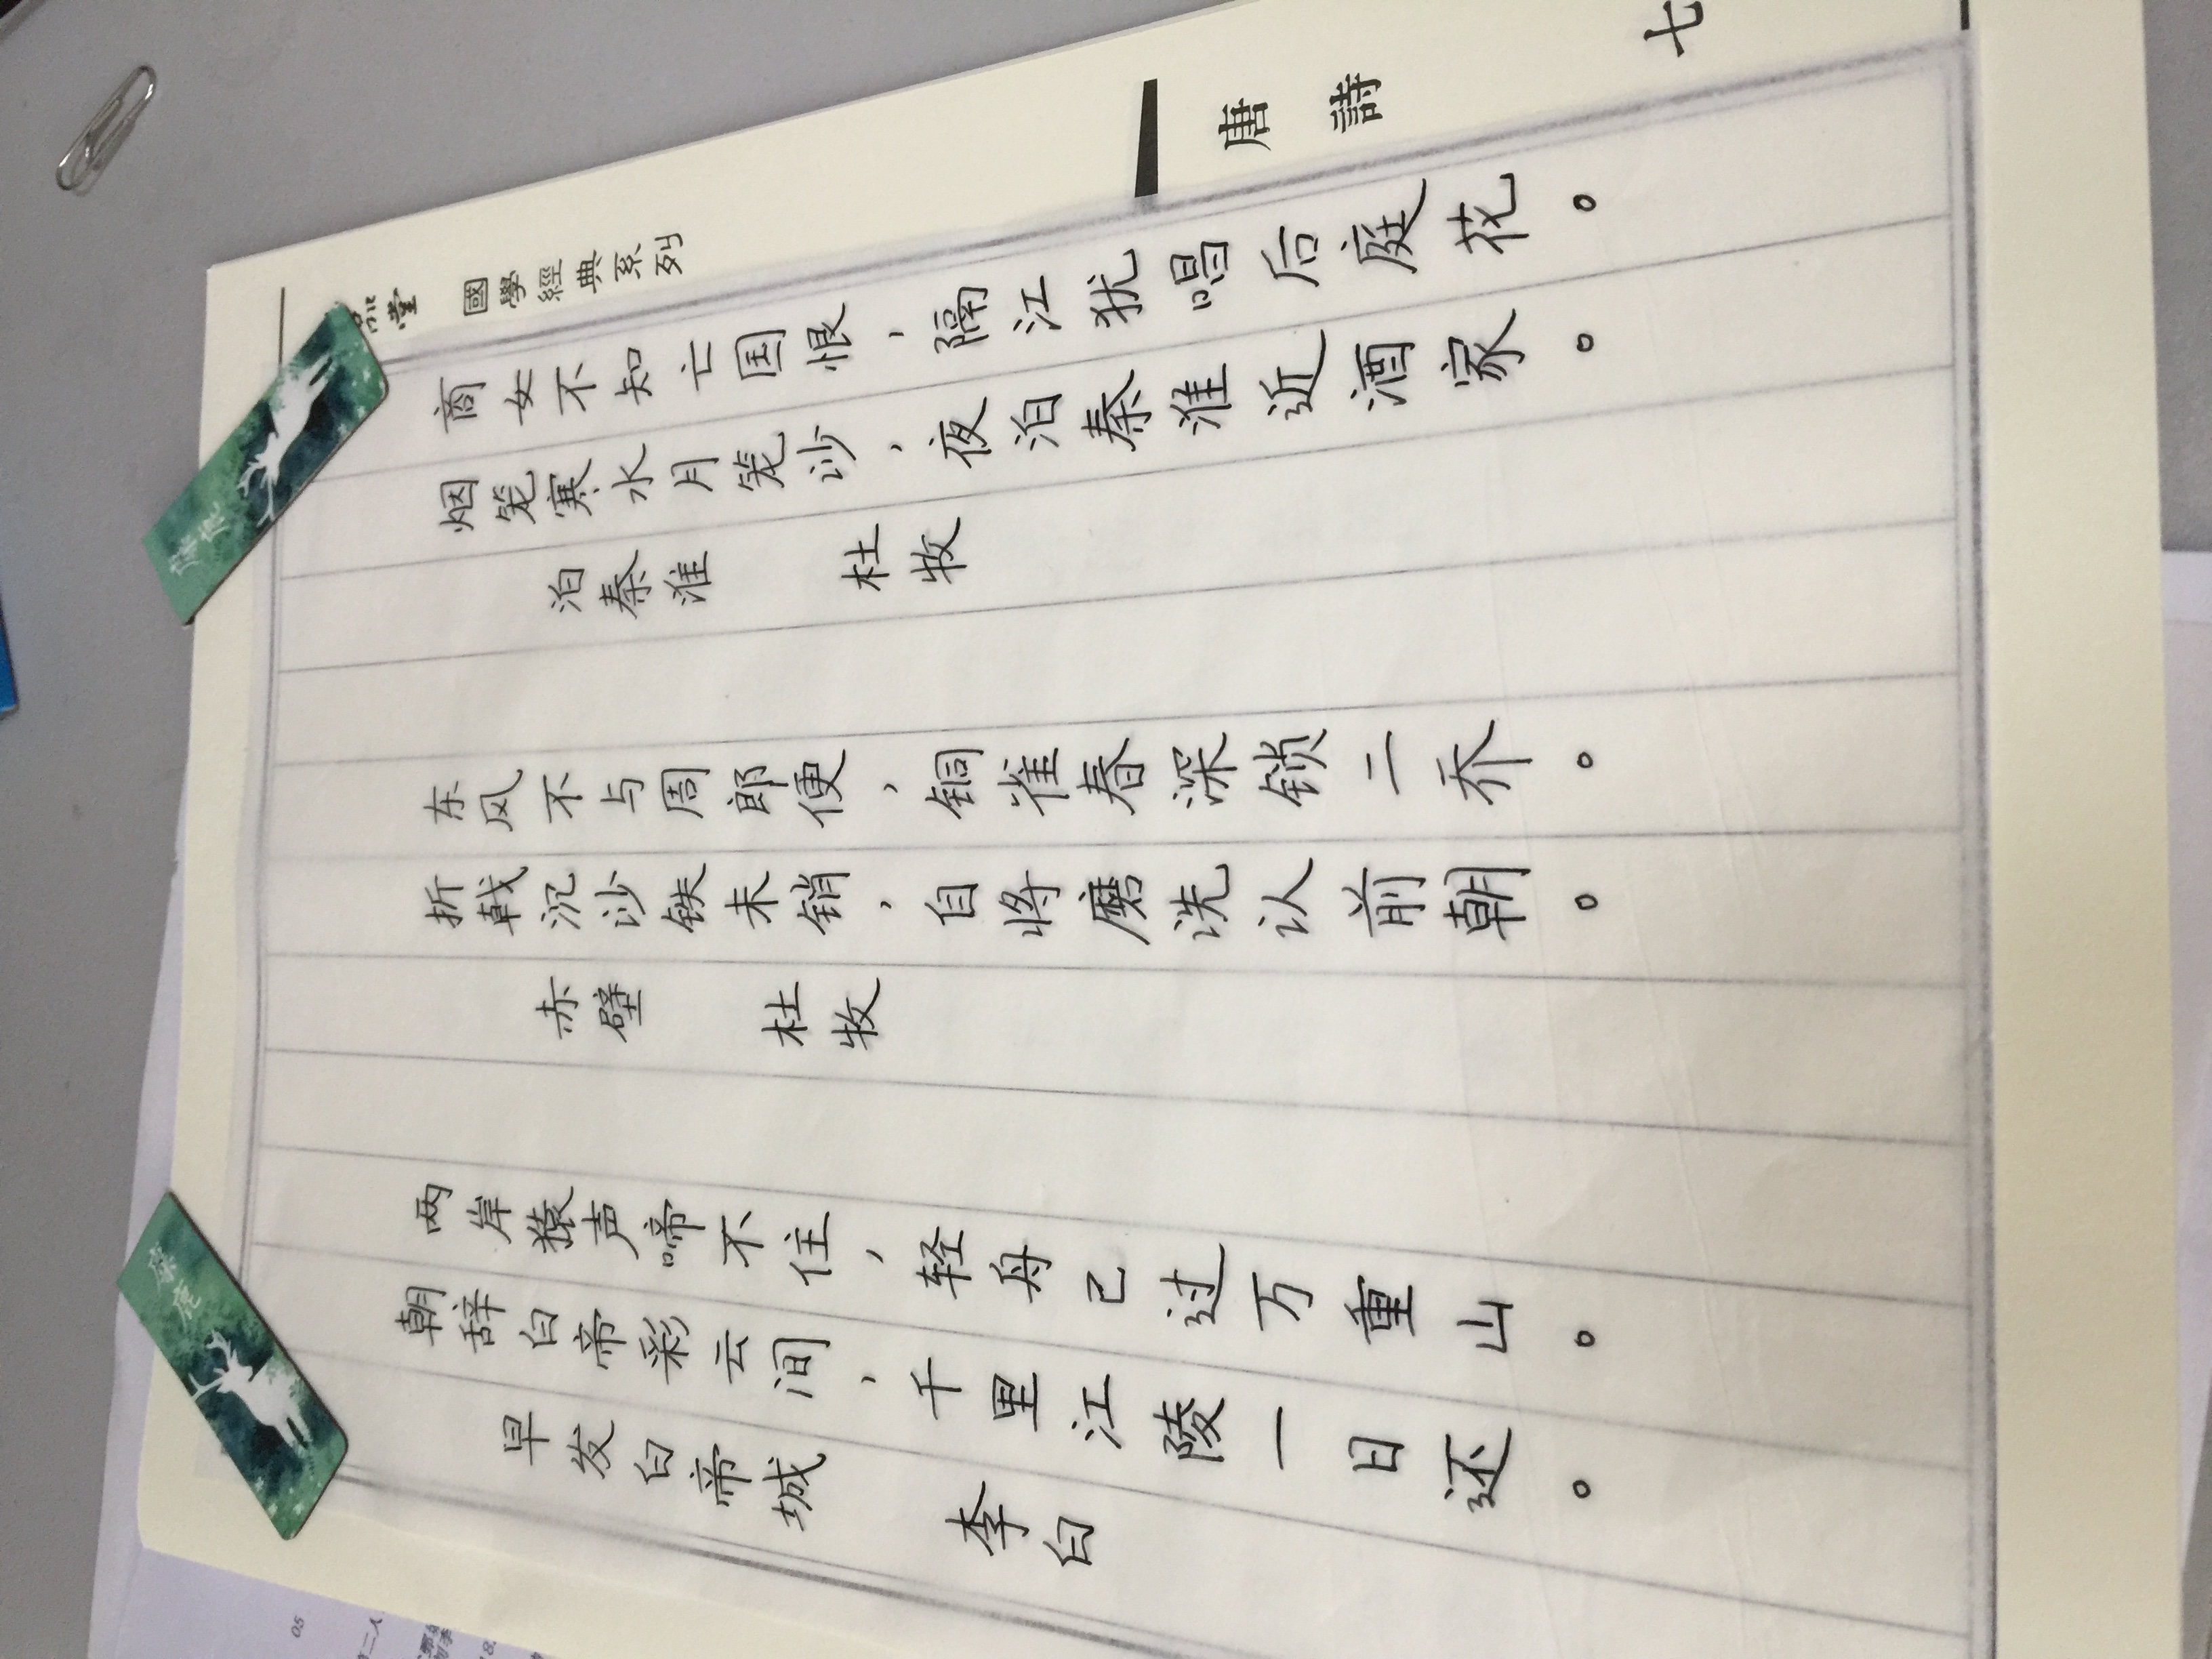 麋鹿
麋鹿
早发白帝城 李白
朝辞白帝彩云间，千里江陵一日还。
两岸猿声啼不住，轻舟已过万重山。
赤壁 杜牧
折戟沉沙铁未销，自将磨洗认前朝。
东风不与周郎便，铜雀春深锁二乔。
泊秦淮 杜牧
烟笼寒水月笼沙，夜泊秦淮近酒家。
商女不知亡国恨，隔江犹唱后庭花。
品堂 國學經典系列
唐詩
七
05
二人